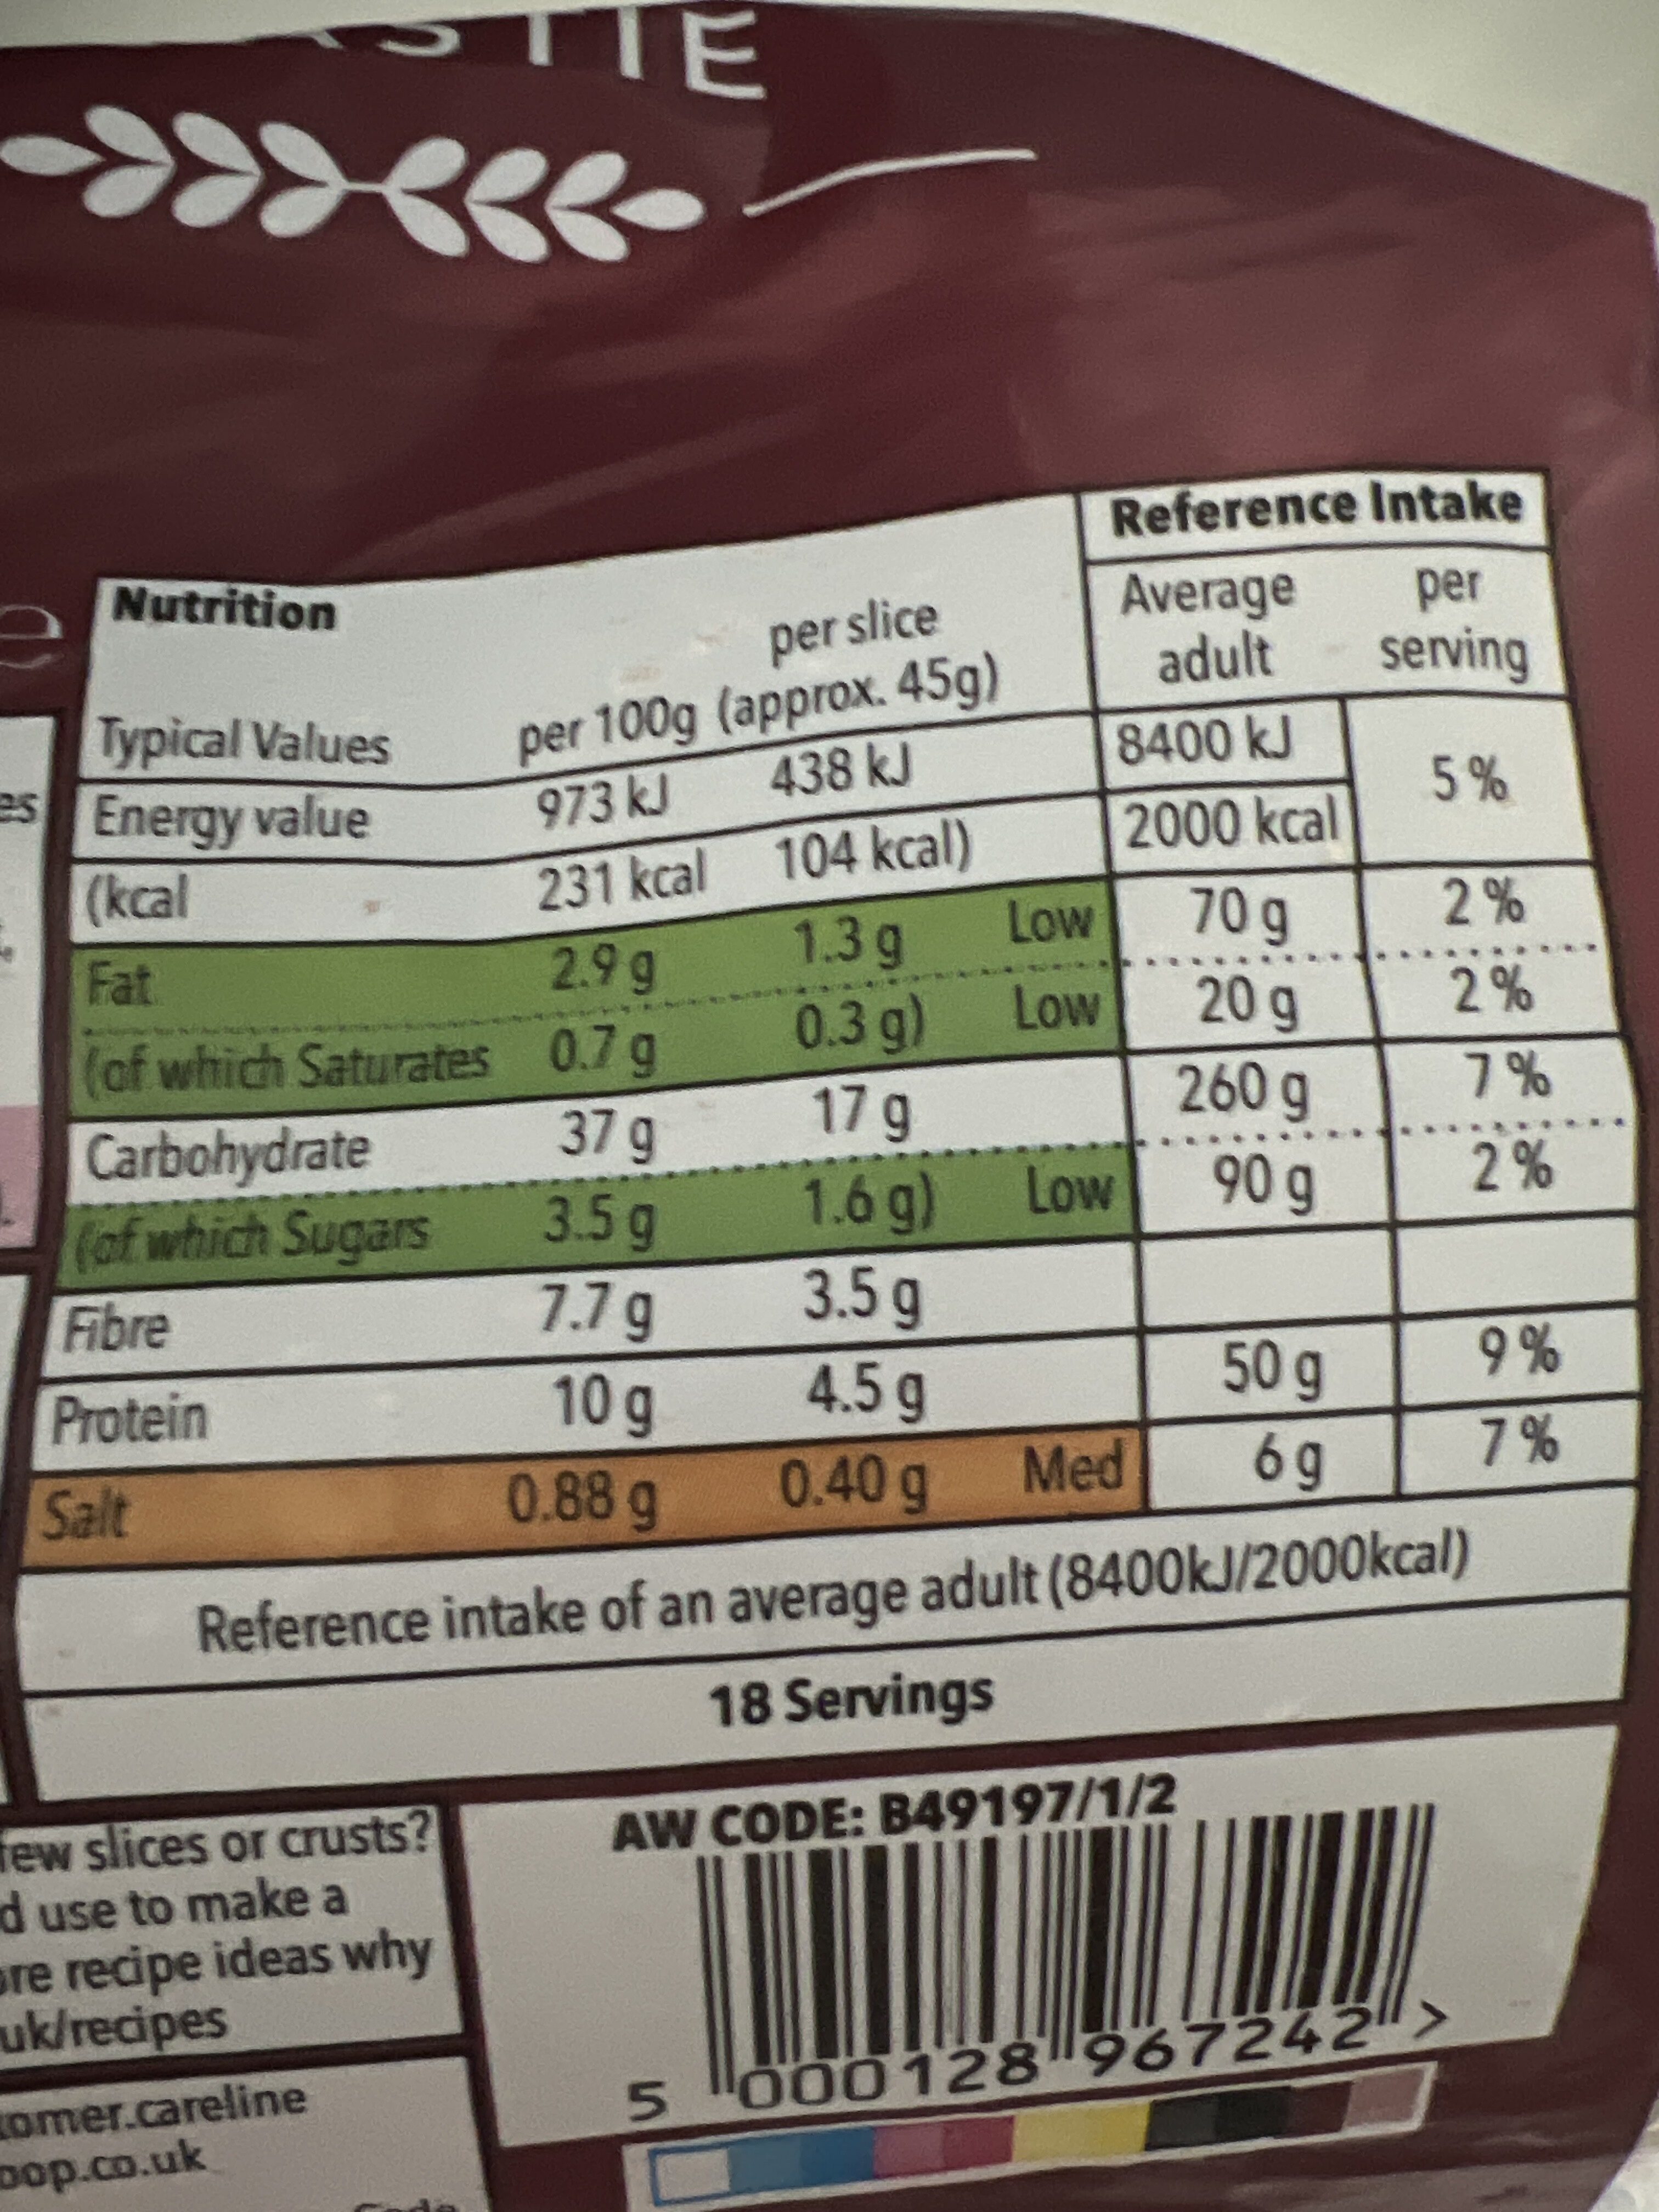 STIE
e
Nutrition
Reference Intake
Typical Values per 100g per slice (approx. 45g) Average adult per serving
Energy value 973 kJ 438 kJ 8400 kJ 5 %
(kcal 231 kcal 104 kcal) 2000 kcal
Fat 2.9 g 1.3 g Low 70 g 2 %
(of which Saturates 0.7 g 0.3 g) Low 20 g 2 %
Carbohydrate 37 g 17 g 260 g 7 %
(of which Sugars 3.5 g 1.6 g) Low 90 g 2 %
Fibre 7.7 g 3.5 g
Protein 10 g 4.5 g 50 g 9 %
Salt 0.88 g 0.40 g Med 6 g 7 %
Reference intake of an average adult (8400kJ/2000kcal)
18 Servings
es
few slices or crusts?
d use to make a
ore recipe ideas why
uk/recipes
tomer.careline
oop.co.uk
AW CODE: B49197/1/2
5 000128 967242 >